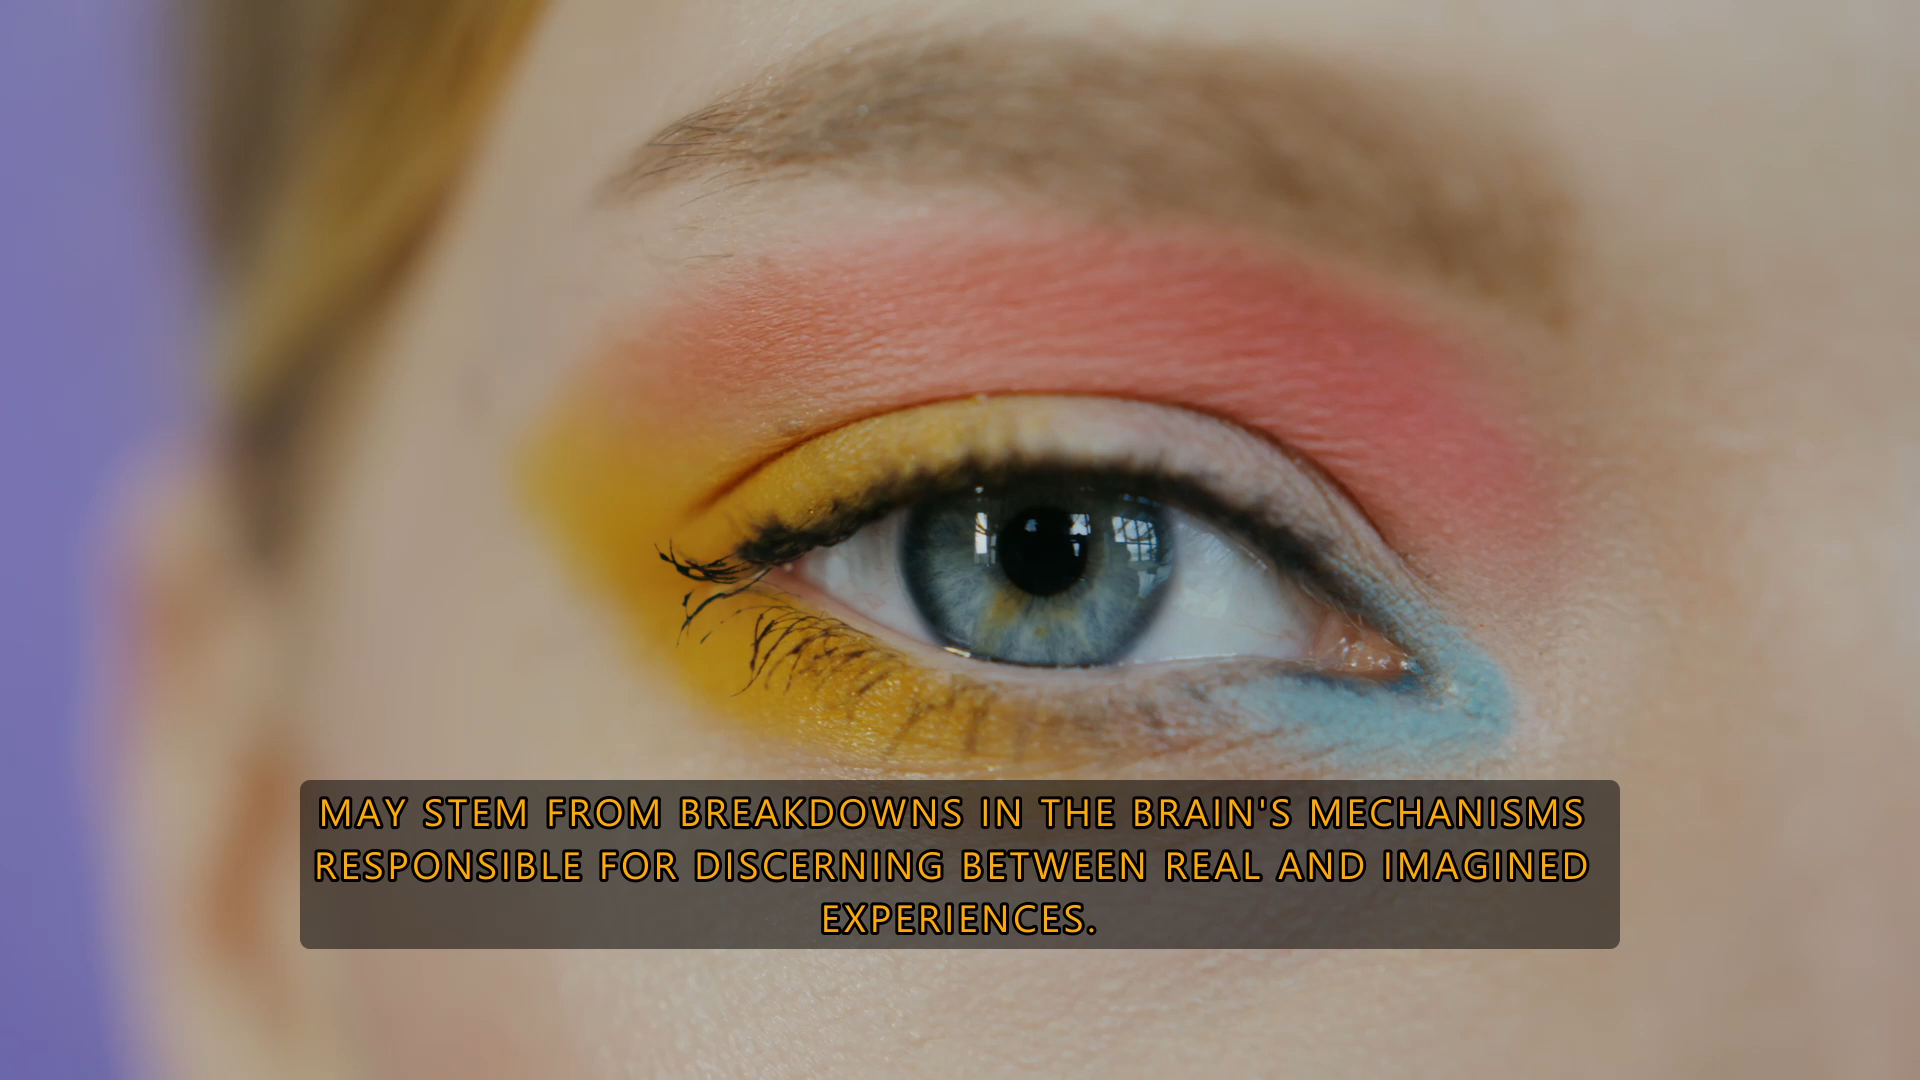 MAY STEM FROM BREAKDOWNS IN THE BRAIN'S MECHANISMS
RESPONSIBLE FOR DISCERNING BETWEEN REAL AND IMAGINED
EXPERIENCES.